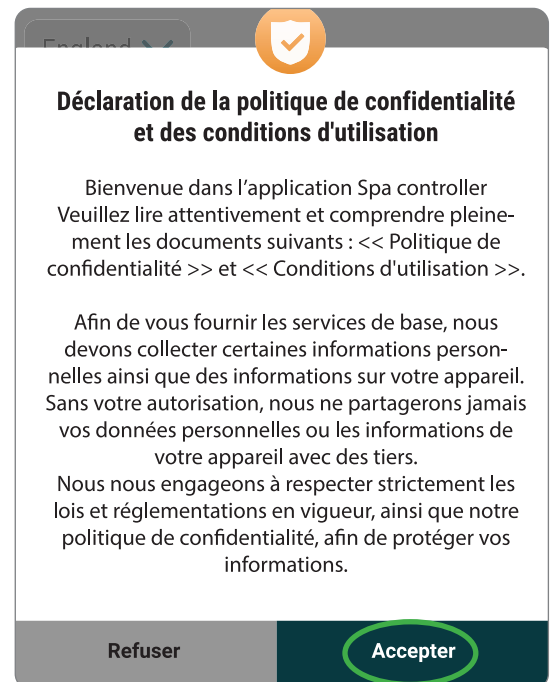 England
Déclaration de la politique de confidentialité
et des conditions d'utilisation
Bienvenue dans l’application Spa controller
Veuillez lire attentivement et comprendre pleine-
ment les documents suivants : << Politique de
confidentialité >> et << Conditions d'utilisation >>.
Afin de vous fournir les services de base, nous
devons collecter certaines informations person-
nelles ainsi que des informations sur votre appareil.
Sans votre autorisation, nous ne partagerons jamais
vos données personnelles ou les informations de
votre appareil avec des tiers.
Nous nous engageons à respecter strictement les
lois et réglementations en vigueur, ainsi que notre
politique de confidentialité, afin de protéger vos
informations.
Refuser
Accepter